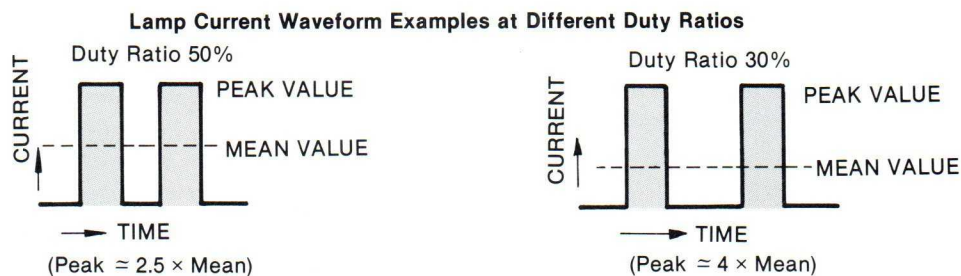 Lamp Current Waveform Examples at Different Duty Ratios
Duty Ratio 50%
CURRENT
PEAK VALUE
MEAN VALUE
TIME
(Peak ≃ 2.5 × Mean)
Duty Ratio 30%
CURRENT
PEAK VALUE
MEAN VALUE
TIME
(Peak ≃ 4 × Mean)